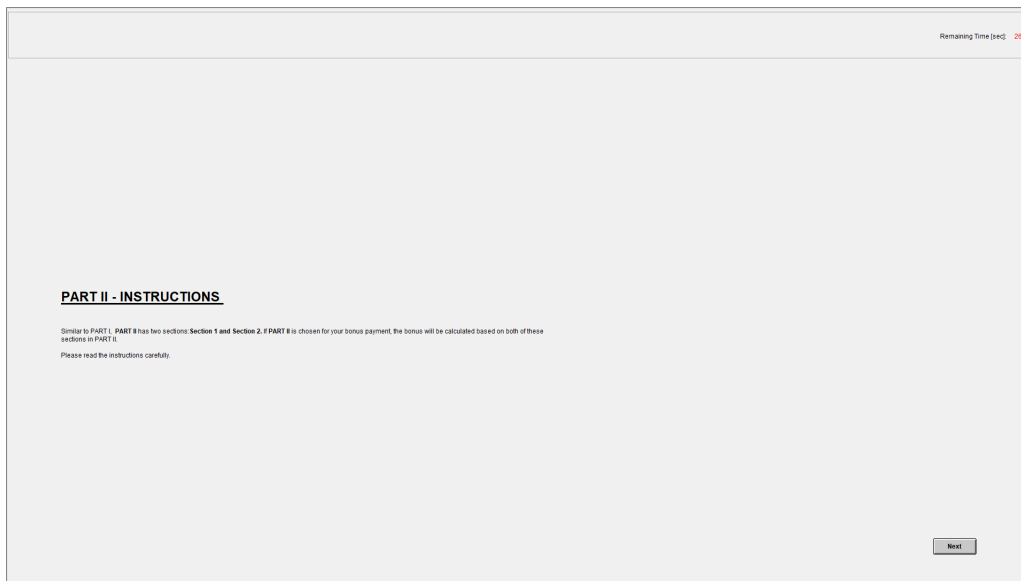 Remaining Time [sec]: 26
PART II - INSTRUCTIONS
Similar to PART I, PART II has two sections: Section 1 and Section 2. If PART II is chosen for your bonus payment, the bonus will be calculated based on both of these
sections in PART II.
Please read the instructions carefully.
Next